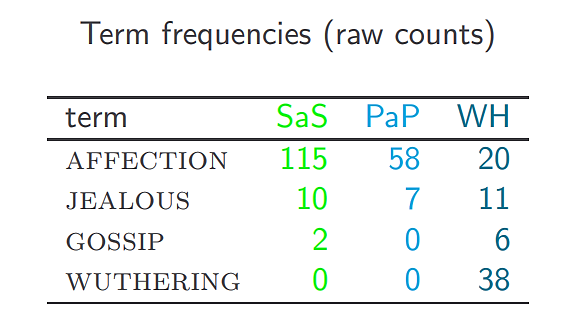 Term frequencies (raw counts)
term SaS PaP WH
AFFECTION 115 58 20
JEALOUS 10 7 11
GOSSIP 2 0 6
WUTHERING 0 0 38